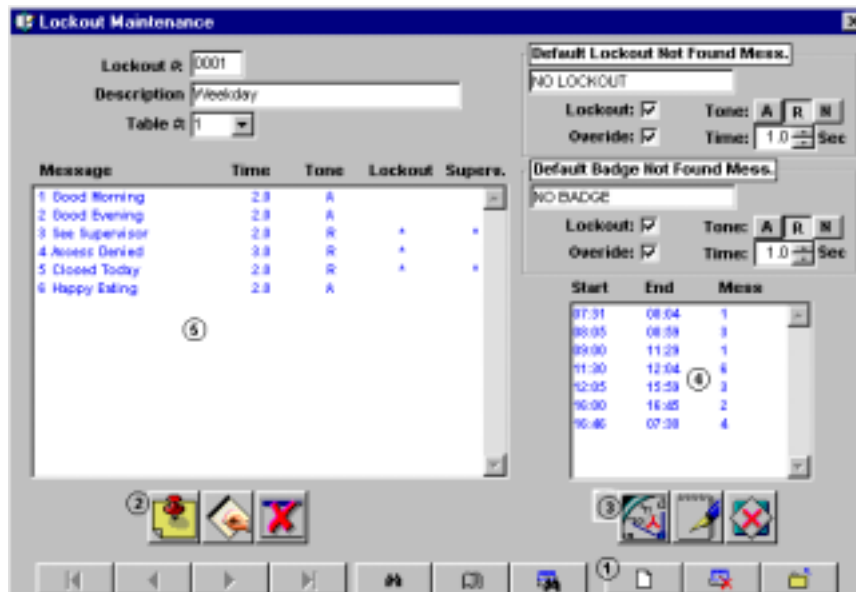 Lockout Maintenance
Lockout #: 0001
Description Weekday
Table #: 1
Message Time Tone Lockout Superv.
1 Good Morning 2.0 A
2 Good Evening 2.0 A
3 See Supervisor 2.0 R * *
4 Access Denied 3.0 R *
5 Closed Today 2.0 R * *
6 Happy Eating 2.0 A
5
Default Lockout Not Found Mess.
NO LOCKOUT
Lockout: Tone: A R N
Override: Time: 1.0 Sec
Default Badge Not Found Mess.
NO BADGE
Lockout: Tone: A R N
Override: Time: 1.0 Sec
Start End Mess
07:31 08:04 1
08:05 08:59 3
09:00 11:29 1
11:30 12:04 6
12:05 15:59 3
16:00 16:45 2
16:46 07:30 4
4
2
3
1